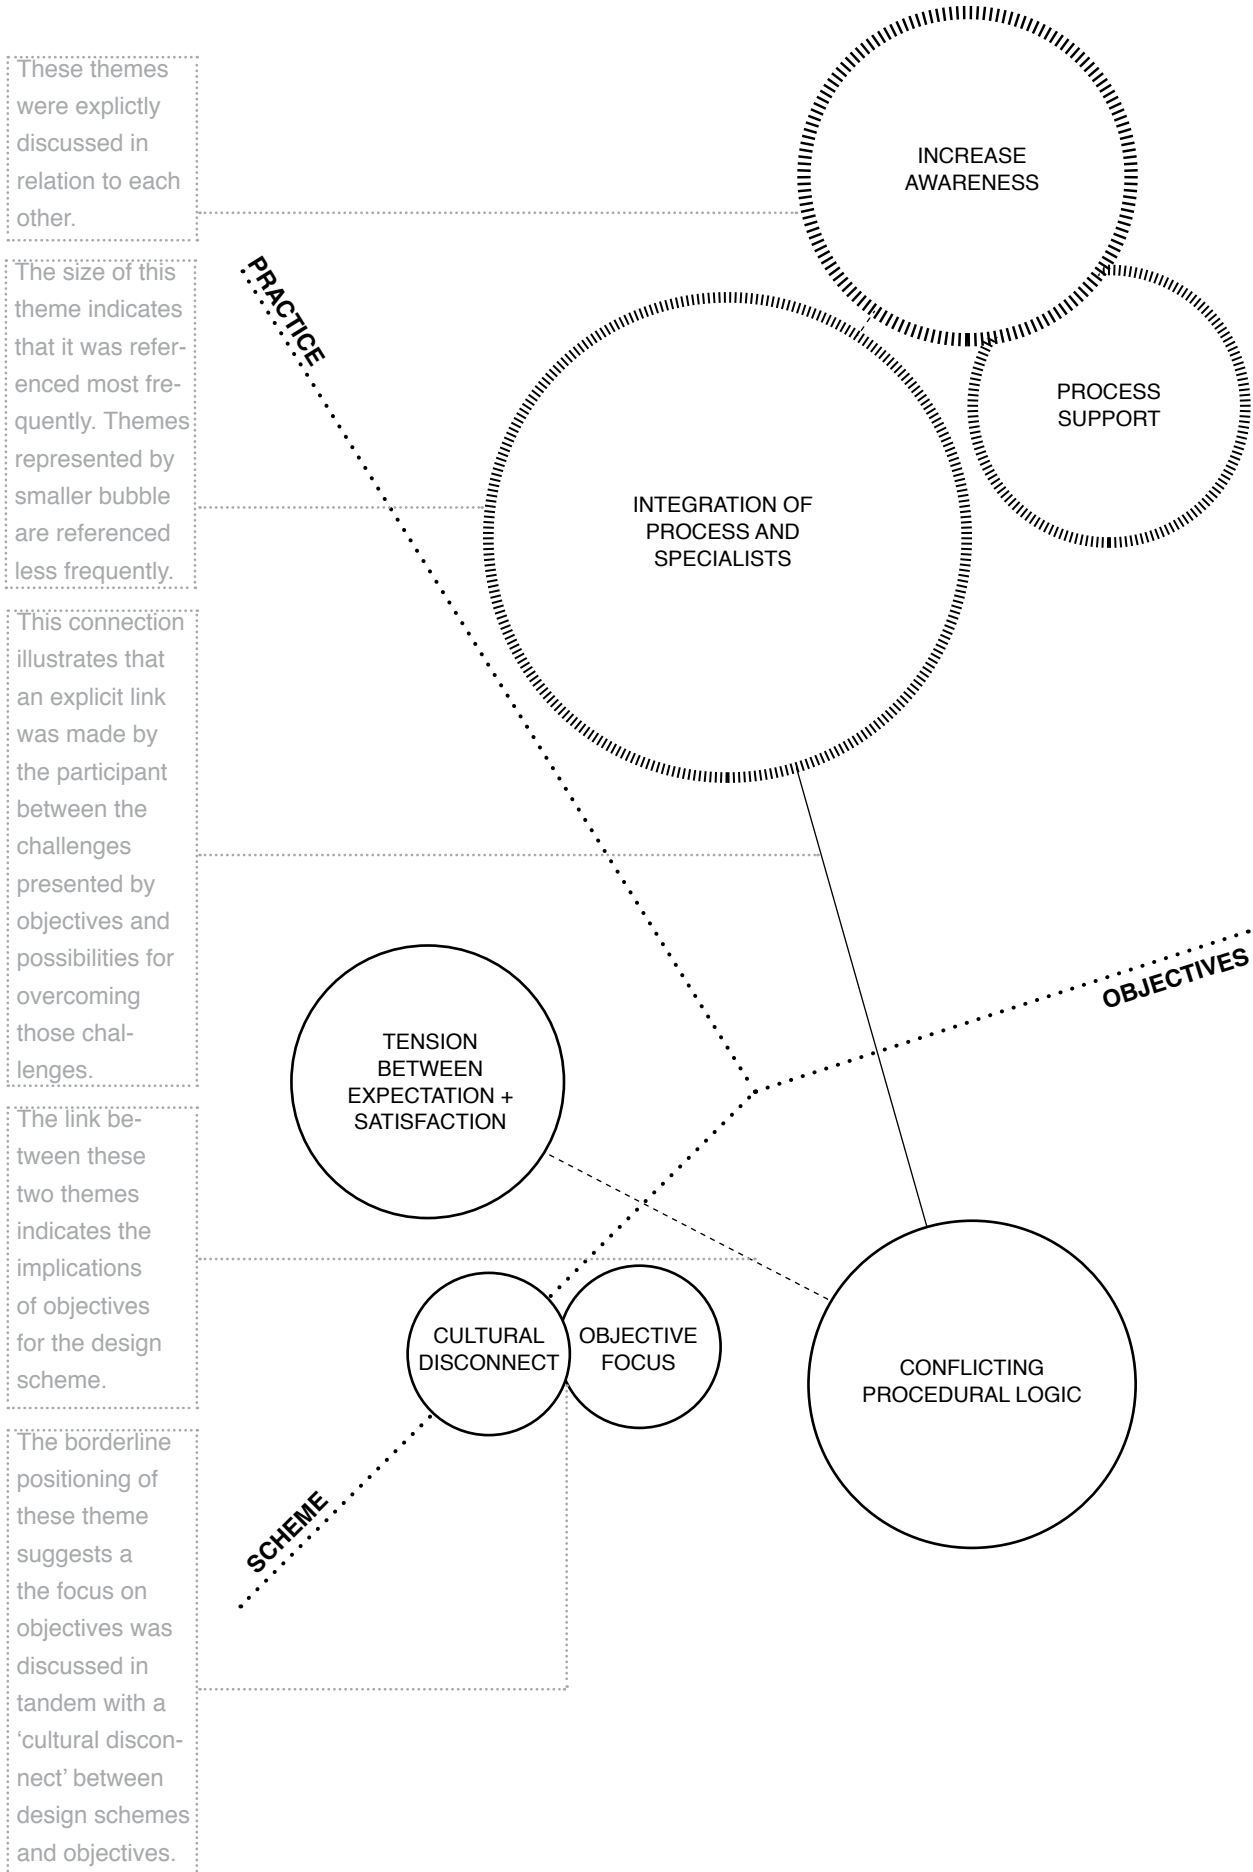 These themes
were explictly
discussed in
relation to each
other.
The size of this
theme indicates
that it was refer-
enced most fre-
quently. Themes
represented by
smaller bubble
are referenced
less frequently.
This connection
illustrates that
an explicit link
was made by
the participant
between the
challenges
presented by
objectives and
possibilities for
overcoming
those chal-
lenges.
The link be-
tween these
two themes
indicates the
implications
of objectives
for the design
scheme.
The borderline
positioning of
these theme
suggests a
the focus on
objectives was
discussed in
tandem with a
‘cultural discon-
nect’ between
design schemes
and objectives.
INCREASE
AWARENESS
PRACTICE
PROCESS
SUPPORT
INTEGRATION OF
PROCESS AND
SPECIALISTS
OBJECTIVES
TENSION
BETWEEN
EXPECTATION +
SATISFACTION
CULTURAL
DISCONNECT
OBJECTIVE
FOCUS
CONFLICTING
PROCEDURAL LOGIC
SCHEME